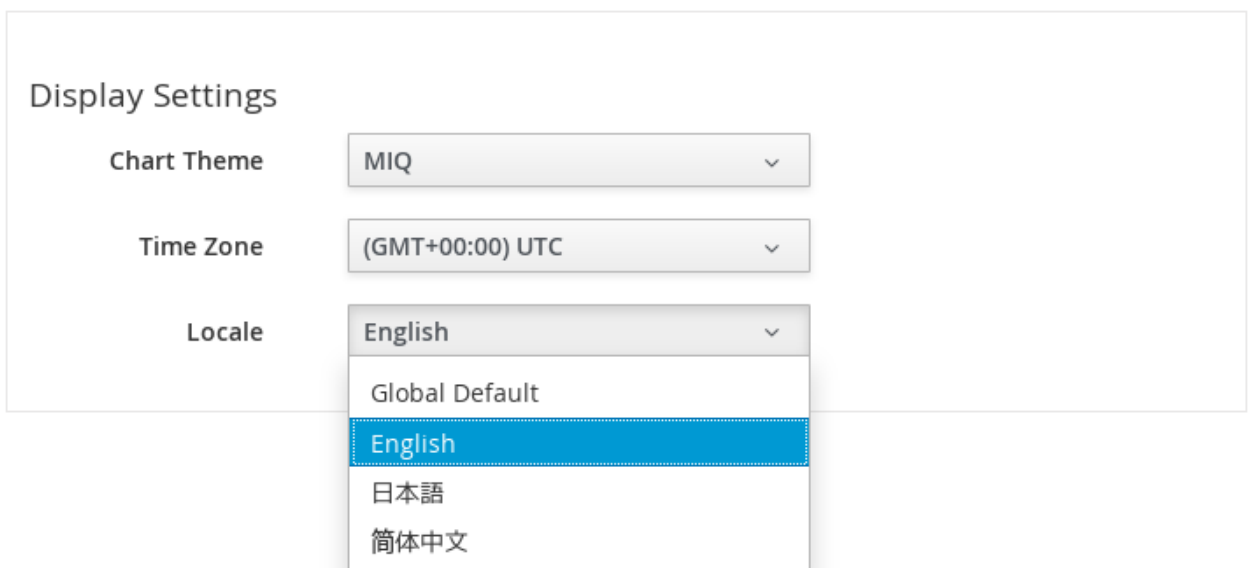 Display Settings
Chart Theme MIQ
Time Zone (GMT+00:00) UTC
Locale English
Global Default
English
日本語
简体中文